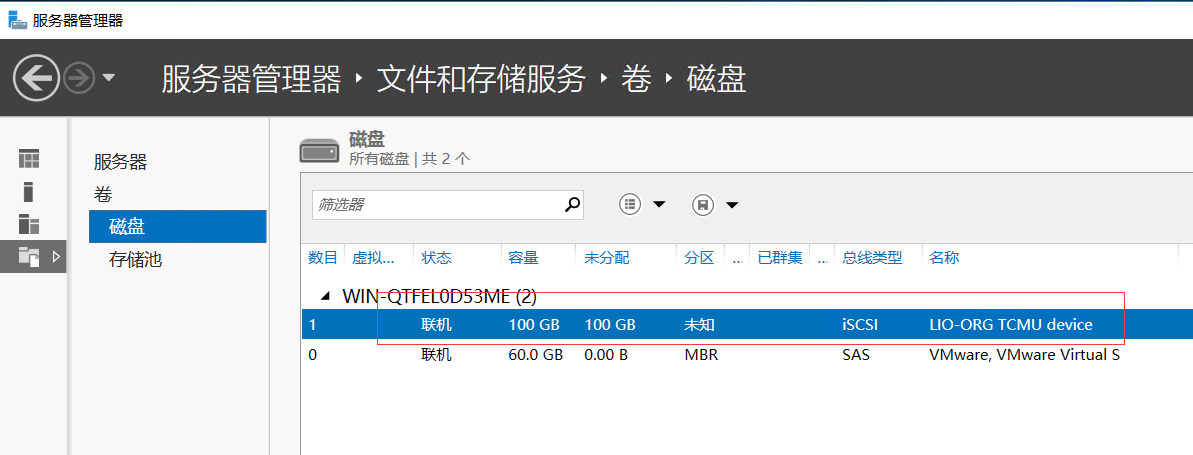 服务器管理器
服务器管理器 文件和存储服务 卷 磁盘
服务器
卷
磁盘
存储池
磁盘
所有磁盘 | 共 2 个
筛选器
数目 虚拟... 状态 容量 未分配 分区 ... 已群集 ... 总线类型 名称
WIN-QTFEL0D53ME (2)
1 联机 100 GB 100 GB 未知 iSCSI LIO-ORG TCMU device
0 联机 60.0 GB 0.00 B MBR SAS VMware, VMware Virtual S